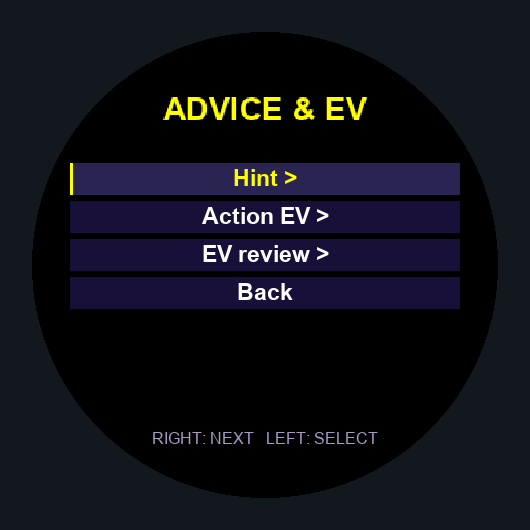 ADVICE & EV
Hint >
Action EV >
EV review >
Back
RIGHT: NEXT LEFT: SELECT